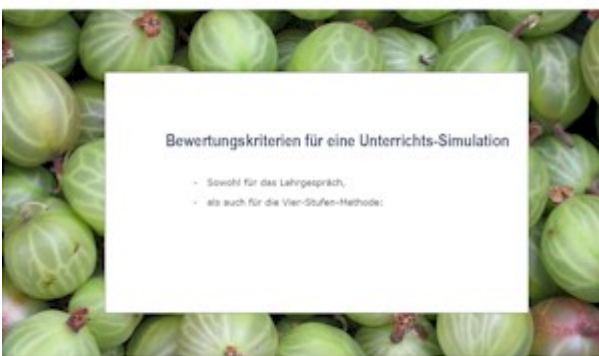 Bewertungskriterien für eine Unterrichts-Simulation
- Sowohl für das Lehrgespräch,
- als auch für die Vier-Stufen-Methode: